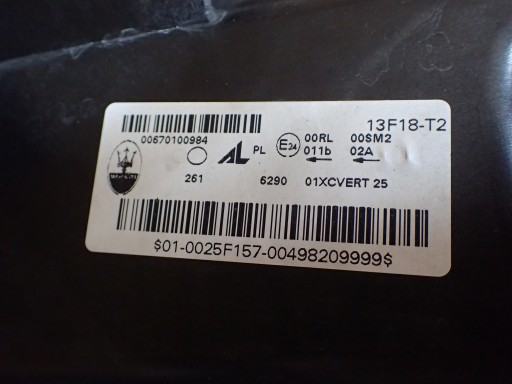 13F18-T2
00670100984
00RL 00SM2
AL PL E24 011b 02A
261 6290 01XCVERT 25
$01-0025F157-00498209999$